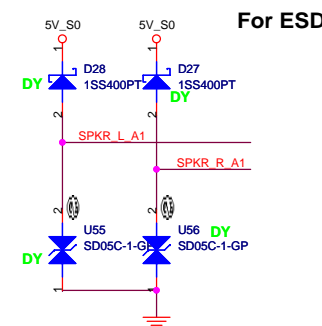 For ESD
5V_S0 5V_S0
1 1
D28 D27
DY 1SS400PT 1SS400PT
DY
2 2
SPKR_L_A1
SPKR_R_A1
2 2
U55 U56 DY
DY SD05C-1-GP SD05C-1-GP
1 1